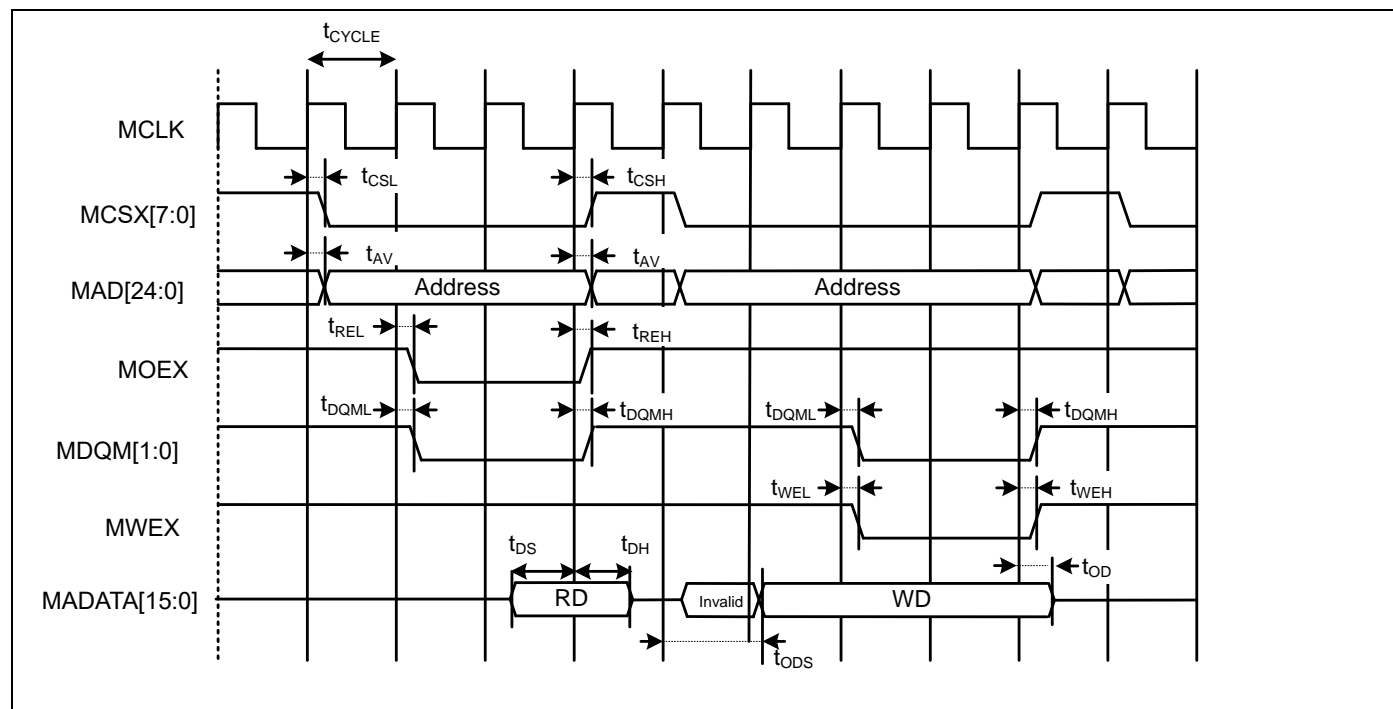 tCYCLE
MCLK
tCSL tCSH
MCSX[7:0]
tAV tAV
MAD[24:0] Address Address
tREL tREH
MOEX
tDQML tDQMH tDQML tDQMH
MDQM[1:0]
tWEL tWEH
MWEX
tDS tDH tOD
MADATA[15:0] RD Invalid WD
tODS